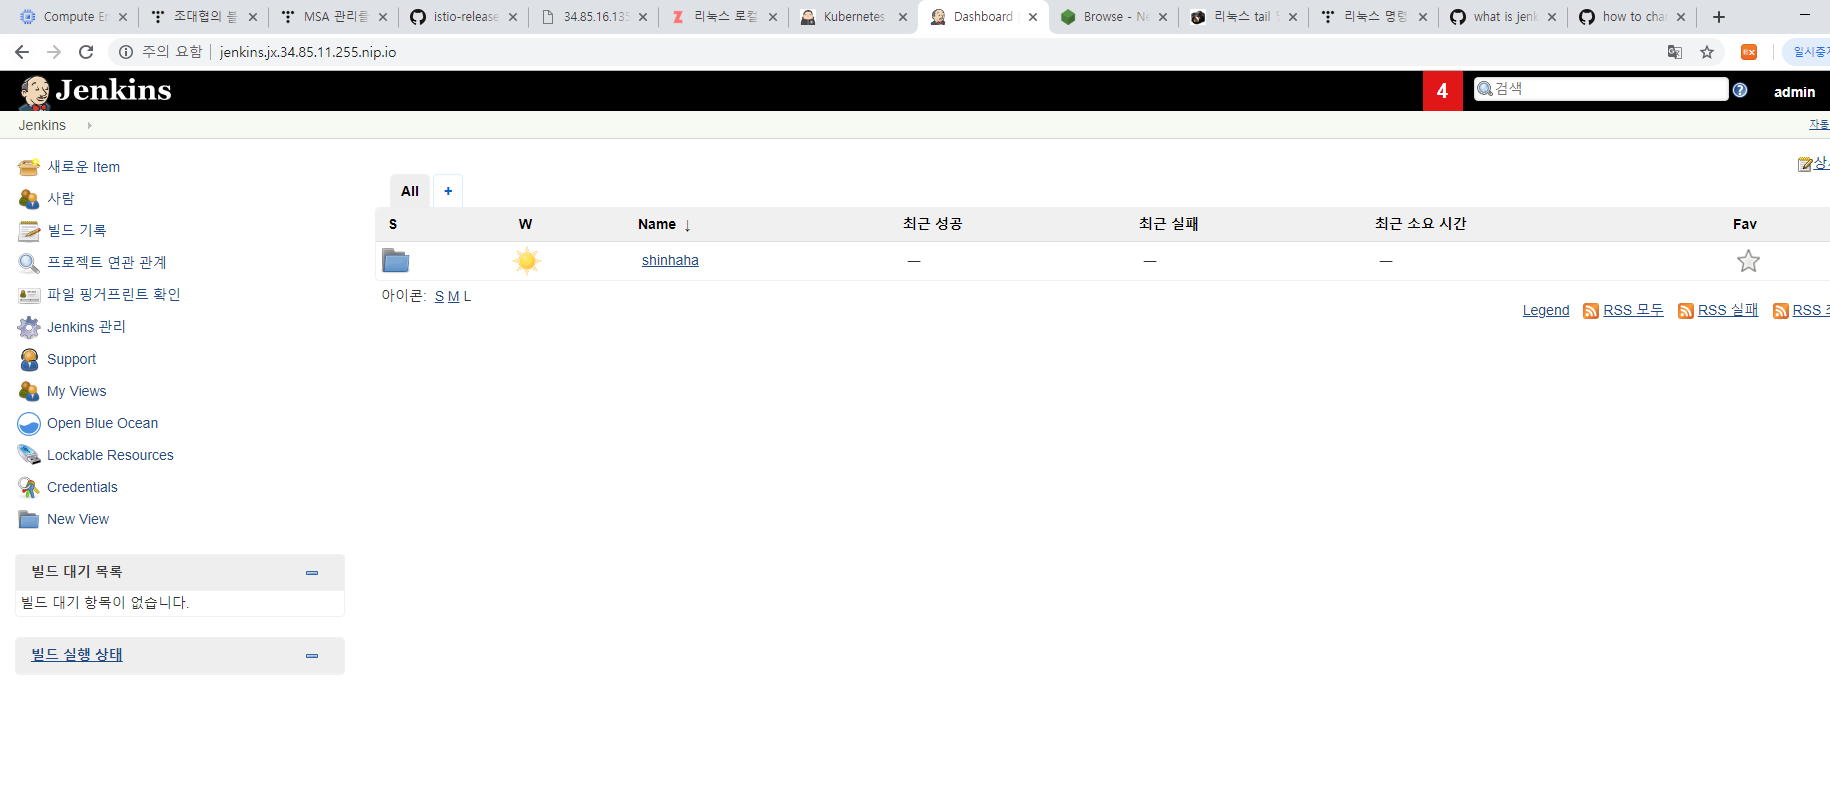 Compute En
조대협의 블
MSA 관리를
istio-release
34.85.16.135
리눅스 로컬
Kubernetes
Dashboard
Browse - Ne
리눅스 tail
리눅스 명령
what is jenk
how to char
주의 요함 jenkins.jx.34.85.11.255.nip.io
일시중지
Jenkins
4
검색
admin
Jenkins
자동
새로운 Item
상세
사람
빌드 기록
프로젝트 연관 관계
파일 핑거프린트 확인
Jenkins 관리
Support
My Views
Open Blue Ocean
Lockable Resources
Credentials
New View
All +
S W Name ↓ 최근 성공 최근 실패 최근 소요 시간 Fav
shinhaha — — —
아이콘: S M L
Legend RSS 모두 RSS 실패 RSS
빌드 대기 목록
빌드 대기 항목이 없습니다.
빌드 실행 상태